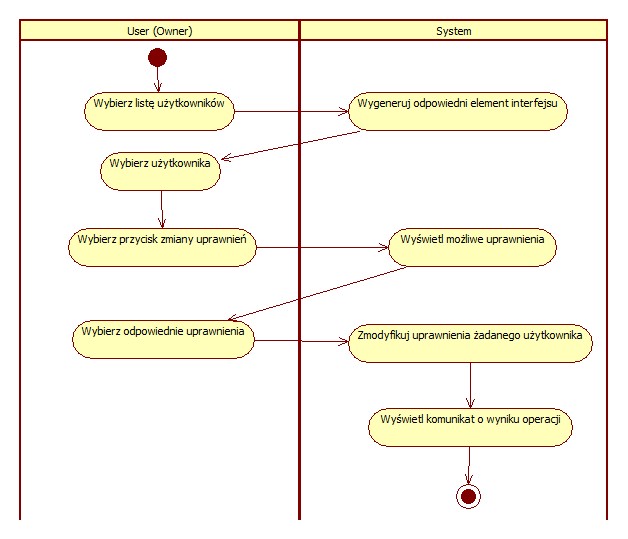 User (Owner)
System
Wybierz listę użytkowników
Wygeneruj odpowiedni element interfejsu
Wybierz użytkownika
Wybierz przycisk zmiany uprawnień
Wyświetl możliwe uprawnienia
Wybierz odpowiednie uprawnienia
Zmodyfikuj uprawnienia żadanego użytkownika
Wyświetl komunikat o wyniku operacji